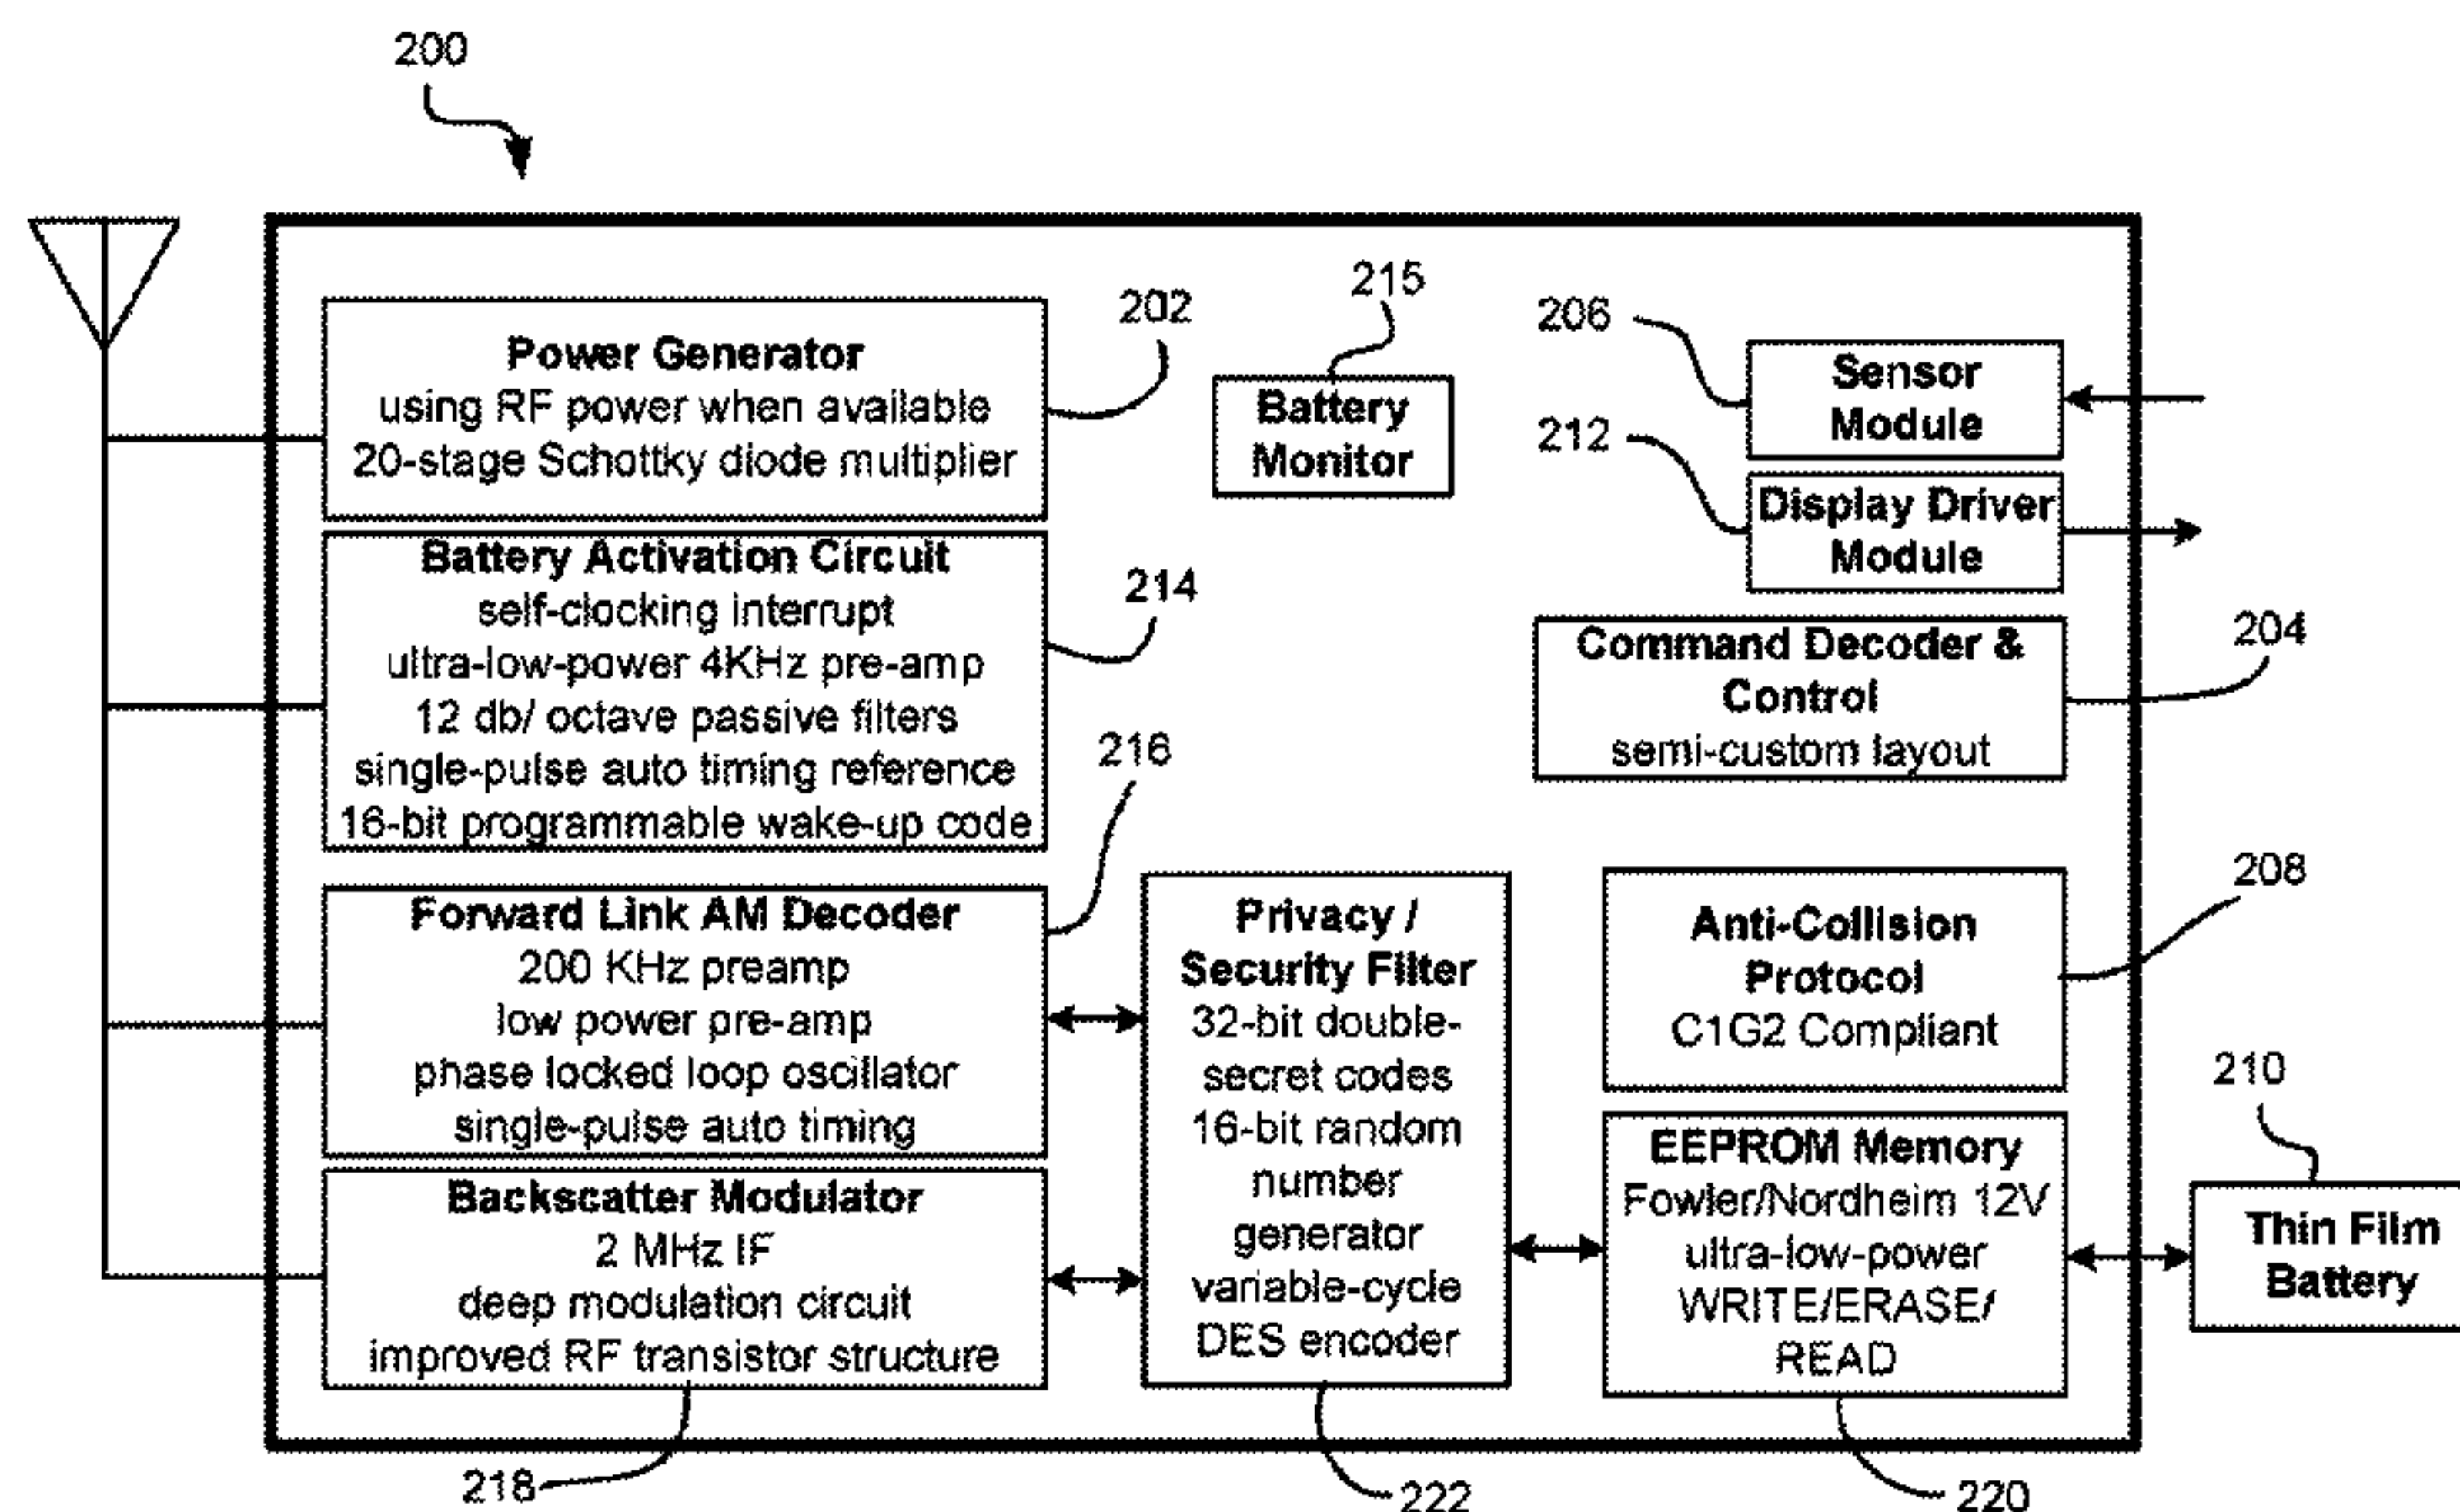 200
Power Generator
using RF power when available
20-stage Schottky diode multiplier
202
215
Battery
Monitor
206
Sensor
Module
212
Display Driver
Module
Battery Activation Circuit
self-clocking interrupt
ultra-low-power 4KHz pre-amp
12 db/ octave passive filters
single-pulse auto timing reference
16-bit programmable wake-up code
214
Command Decoder &
Control
semi-custom layout
204
216
Forward Link AM Decoder
200 KHz preamp
low power pre-amp
phase locked loop oscillator
single-pulse auto timing
Privacy /
Security Filter
32-bit double-
secret codes
16-bit random
number
generator
variable-cycle
DES encoder
Anti-Collision
Protocol
C1G2 Compliant
208
210
Backscatter Modulator
2 MHz IF
deep modulation circuit
improved RF transistor structure
EEPROM Memory
Fowler/Nordheim 12V
ultra-low-power
WRITE/ERASE/
READ
Thin Film
Battery
218
222
220